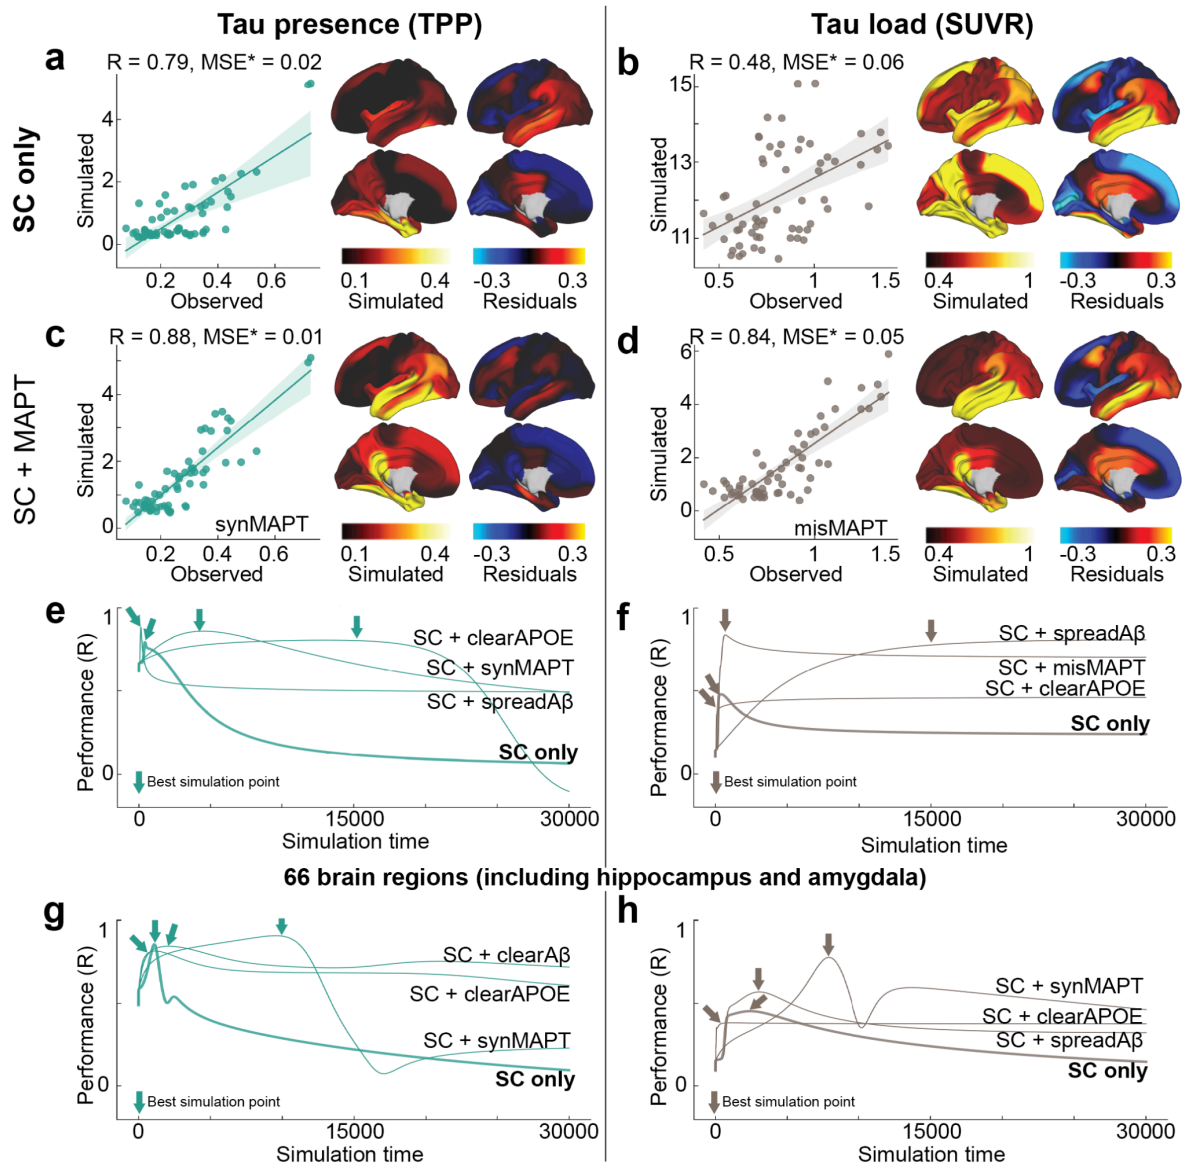 Tau presence (TPP)
Tau load (SUVR)
SC only
SC + MAPT
a
R = 0.79, MSE* = 0.02
4
2
0
Simulated
0.2 0.4 0.6
Observed
0.1 0.4
Simulated
-0.3 0.3
Residuals
b
R = 0.48, MSE* = 0.06
15
13
11
Simulated
0.5 1 1.5
Observed
0.4 1
Simulated
-0.3 0.3
Residuals
c
R = 0.88, MSE* = 0.01
4
2
0
Simulated
synMAPT
0.2 0.4 0.6
Observed
0.1 0.4
Simulated
-0.3 0.3
Residuals
d
R = 0.84, MSE* = 0.05
6
4
2
0
Simulated
misMAPT
0.5 1 1.5
Observed
0.4 1
Simulated
-0.3 0.3
Residuals
e
1
0
Performance (R)
SC + clearAPOE
SC + synMAPT
SC + spreadAβ
SC only
Best simulation point
0 15000 30000
Simulation time
f
1
0
Performance (R)
SC + spreadAβ
SC + misMAPT
SC + clearAPOE
SC only
Best simulation point
0 15000 30000
Simulation time
66 brain regions (including hippocampus and amygdala)
g
1
0
Performance (R)
SC + clearAβ
SC + clearAPOE
SC + synMAPT
SC only
Best simulation point
0 15000 30000
Simulation time
h
1
0
Performance (R)
SC + synMAPT
SC + clearAPOE
SC + spreadAβ
SC only
Best simulation point
0 15000 30000
Simulation time